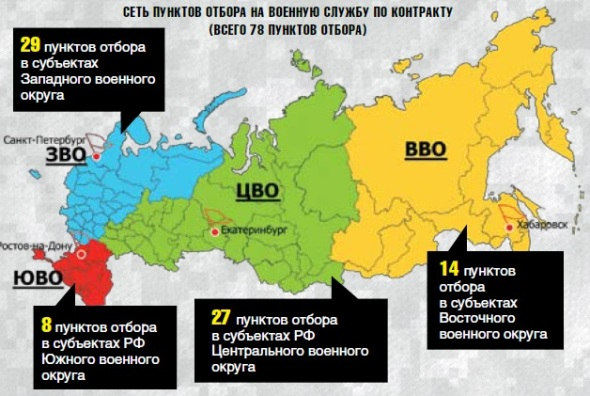 СЕТЬ ПУНКТОВ ОТБОРА НА ВОЕННУЮ СЛУЖБУ ПО КОНТРАКТУ
(ВСЕГО 78 ПУНКТОВ ОТБОРА)
29 пунктов отбора
в субъектах
Западного военного
округа
Санкт-Петербург
ЗВО
ВВО
ЦВО
Екатеринбург
Хабаровск
Ростов-на-Дону
ЮВО
8 пунктов отбора
в субъектах РФ
Южного военного
округа
27 пунктов отбора
в субъектах РФ
Центрального военного
округа
14 пунктов
отбора
в субъектах
Восточного
военного округа